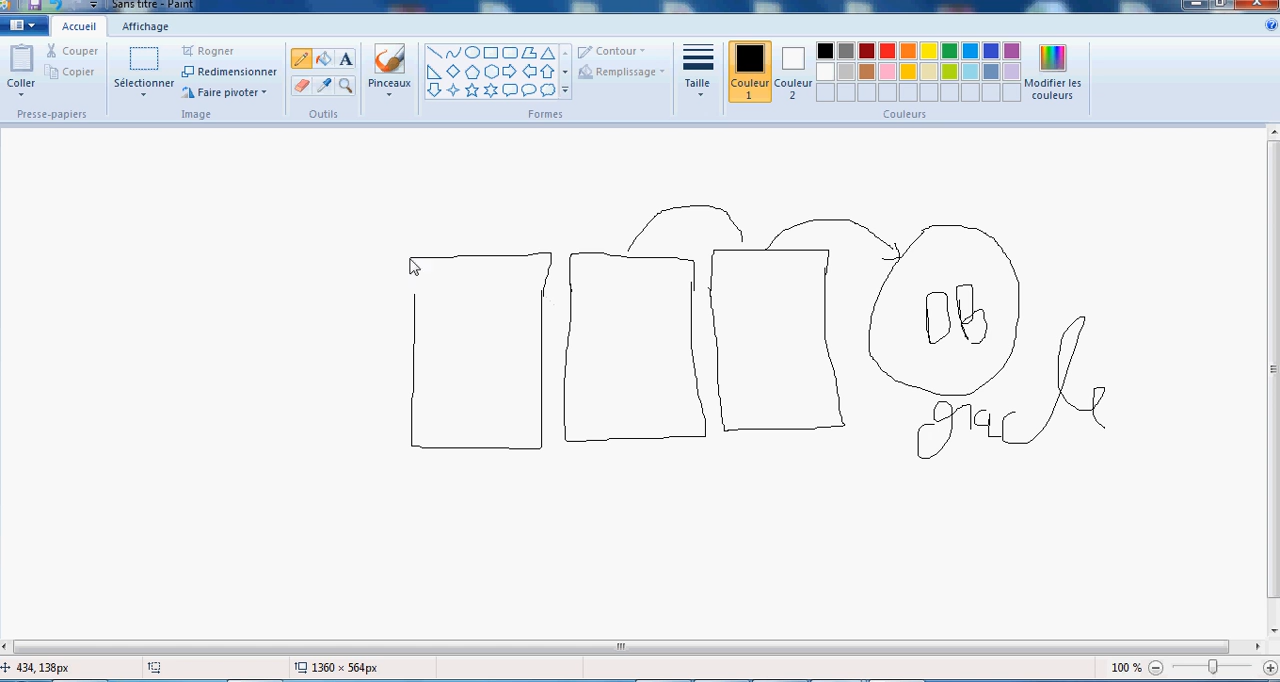 Sans titre - Paint
Accueil
Affichage
Coller
Couper
Copier
Presse-papiers
Sélectionner
Rogner
Redimensionner
Faire pivoter
Image
Outils
Pinceaux
Contour
Remplissage
Formes
Taille
Couleur
1
Couleur
2
Modifier les
couleurs
Couleurs
Db
434, 138px
1360 × 564px
100 %